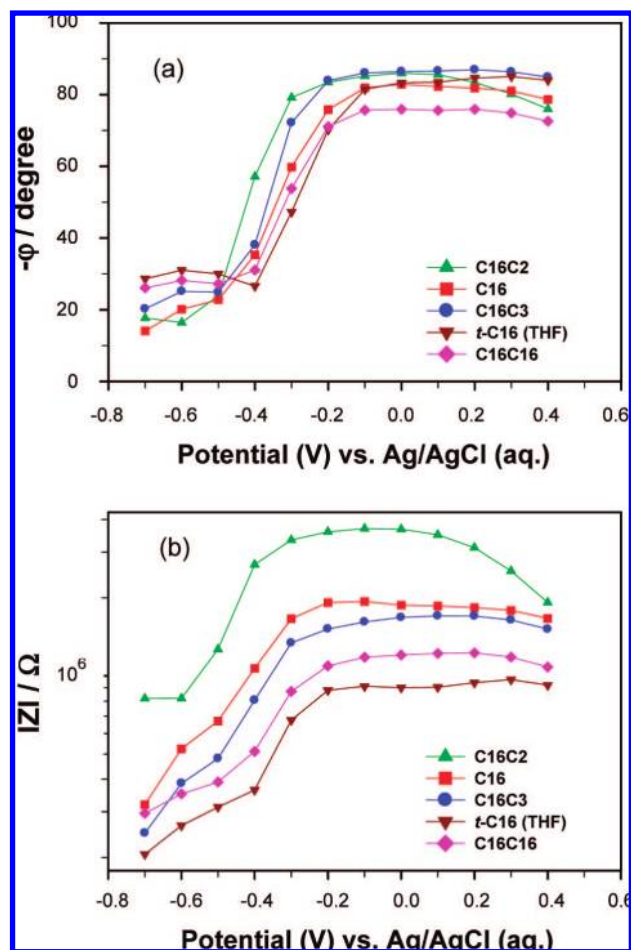 100
(a)
80
60
40
20
0
-φ / degree
C16C2
C16
C16C3
t-C16 (THF)
C16C16
-0.8 -0.6 -0.4 -0.2 0.0 0.2 0.4 0.6
Potential (V) vs. Ag/AgCl (aq.)
(b)
10⁶
IZI / Ω
C16C2
C16
C16C3
t-C16 (THF)
C16C16
-0.8 -0.6 -0.4 -0.2 0.0 0.2 0.4 0.6
Potential (V) vs. Ag/AgCl (aq.)